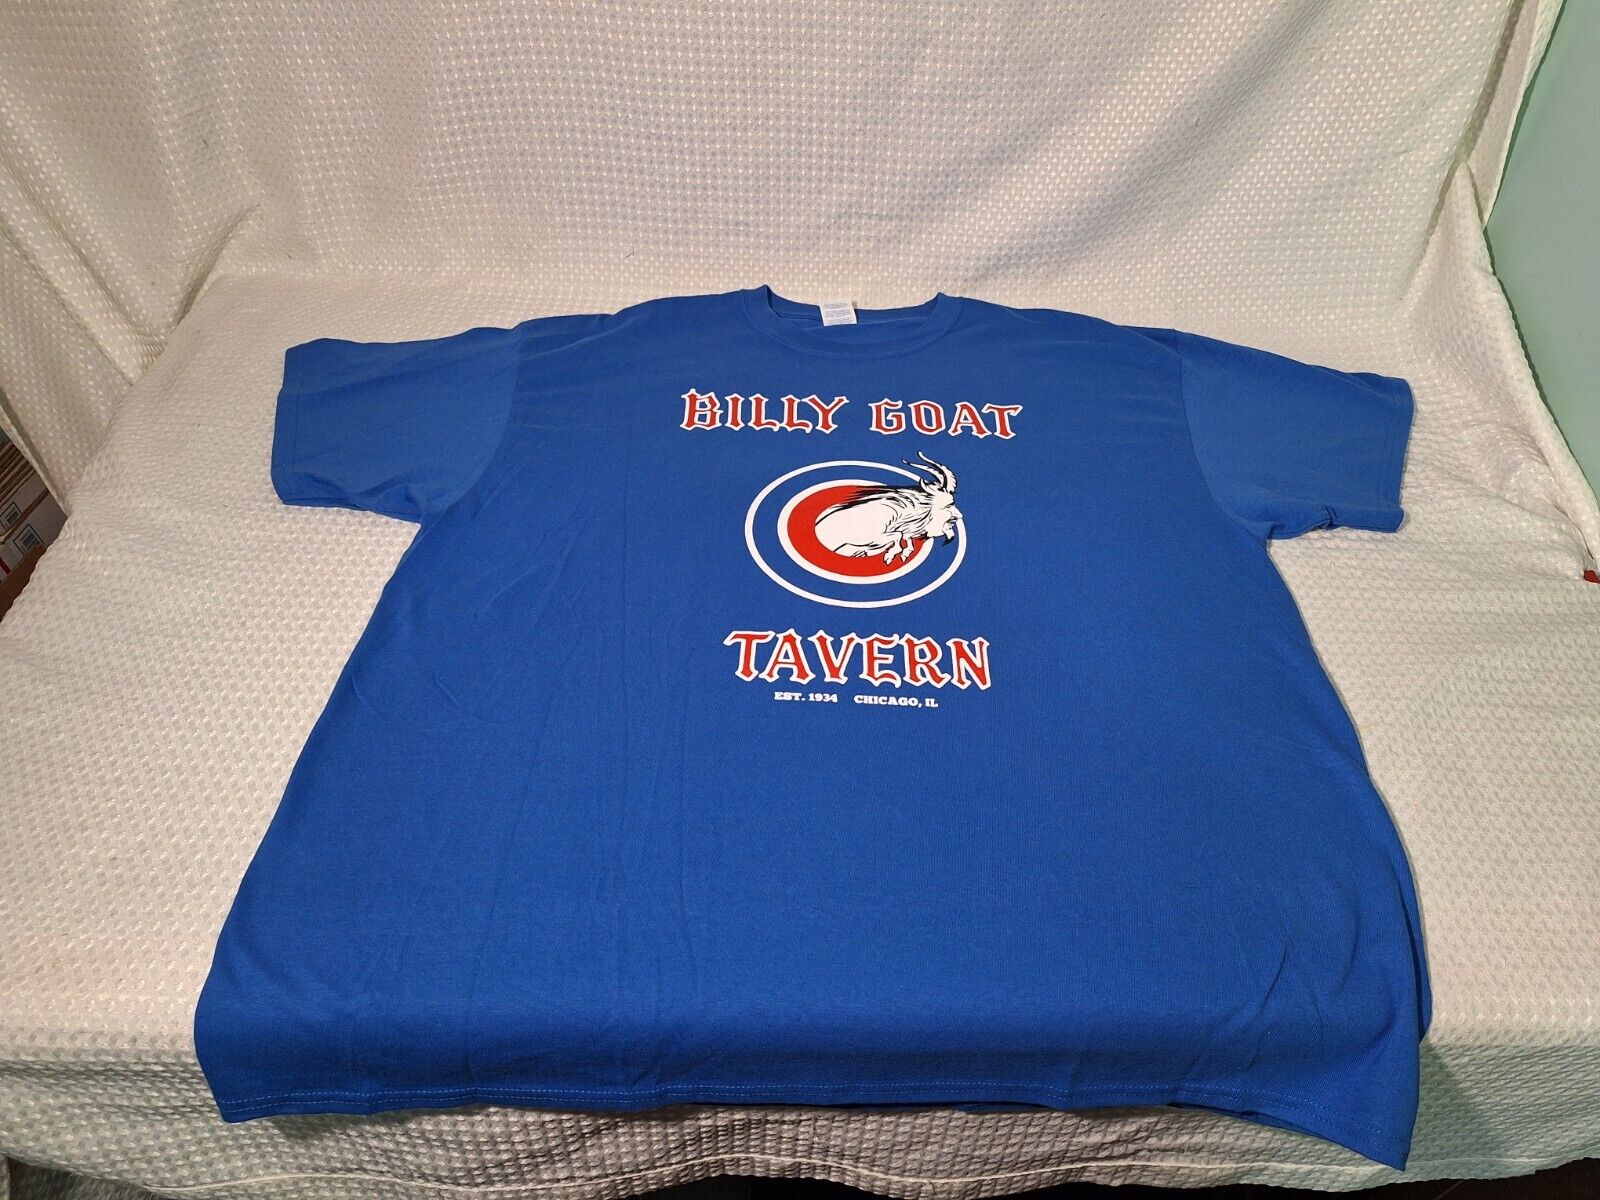 BILLY GOAT
TAVERN
EST. 1934 CHICAGO, IL